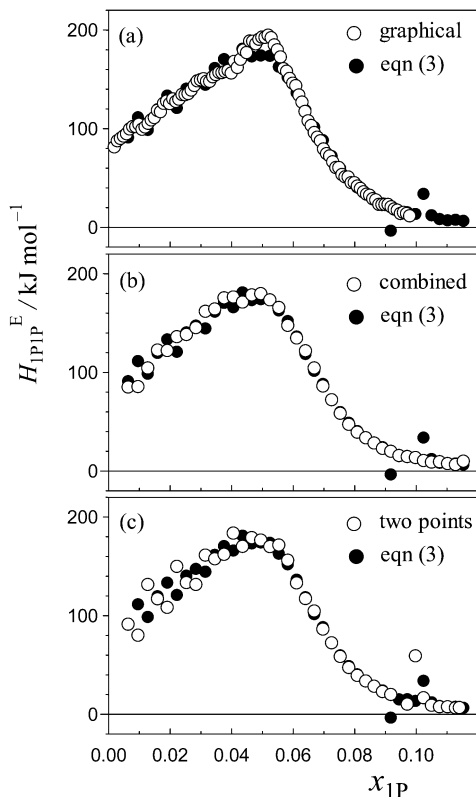 (a)
graphical
eqn (3)
200
100
0
(b)
combined
eqn (3)
200
100
0
(c)
two points
eqn (3)
200
100
0
H1P1P^E / kJ mol−1
0.00 0.02 0.04 0.06 0.08 0.10
x1P